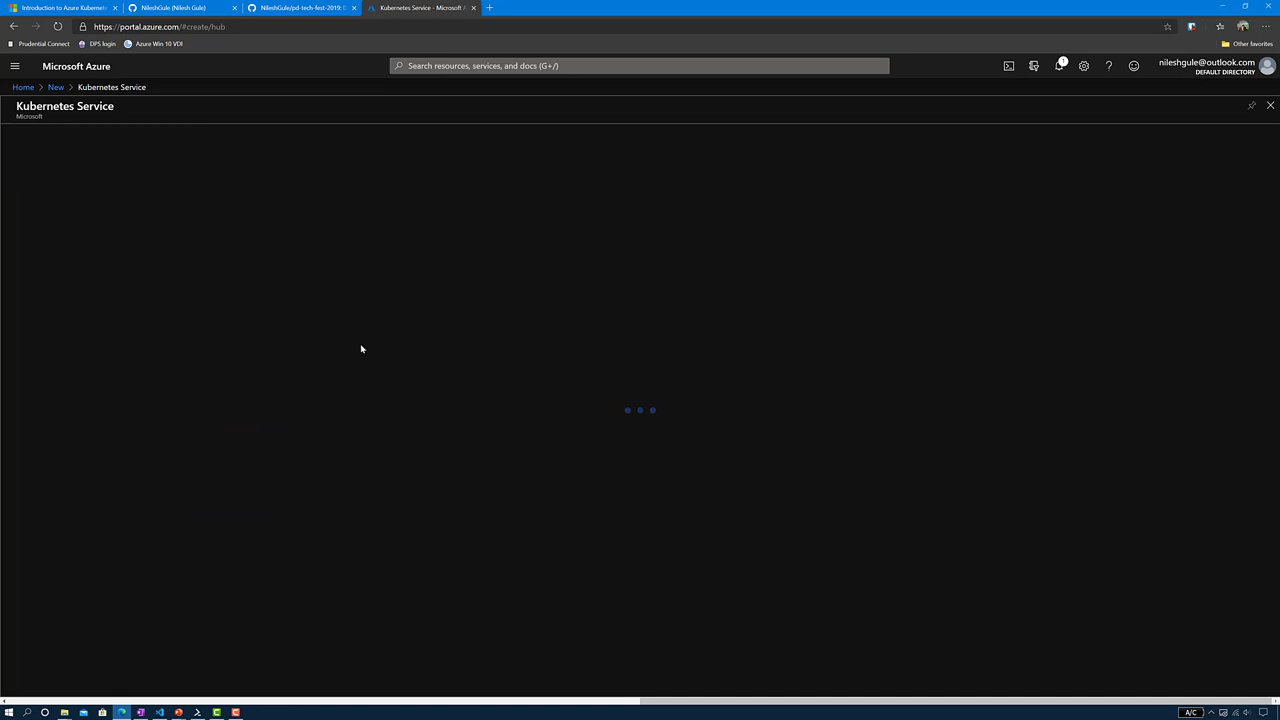 Introduction to Azure Kubernete
NileshGule (Nilesh Gule)
NileshGule/pd-tech-fest-2019: D
Kubernetes Service - Microsoft A
https://portal.azure.com/#create/hub
Prudential Connect
DPS login
Azure Win 10 VDI
Other favorites
Microsoft Azure
Search resources, services, and docs (G+/)
1
nileshgule@outlook.com
DEFAULT DIRECTORY
Home > New > Kubernetes Service
Kubernetes Service
Microsoft
A/C